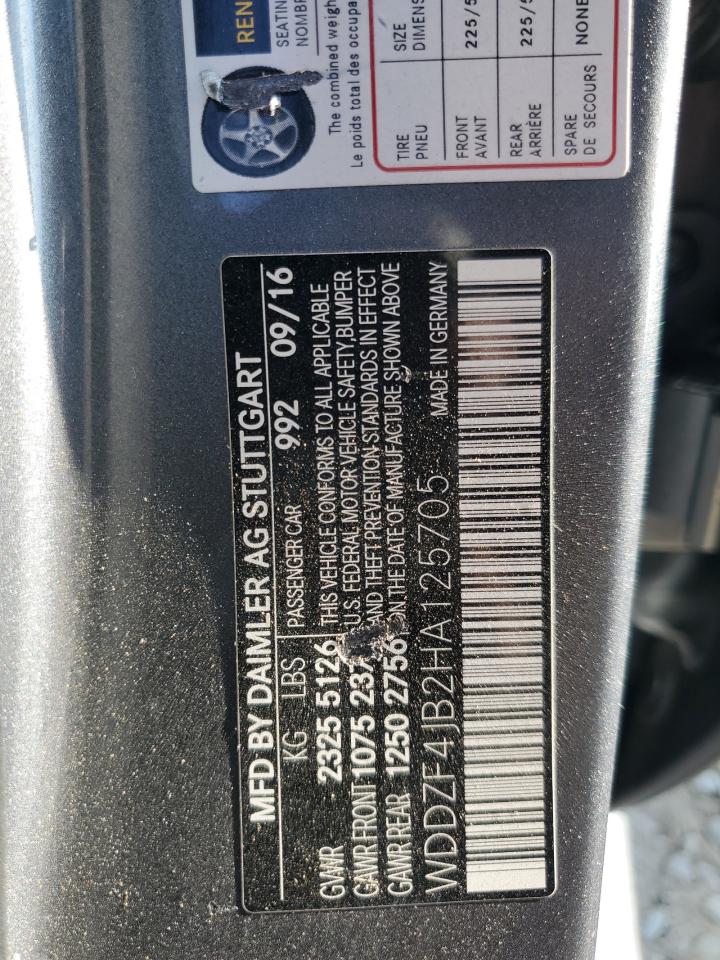 REN
SEATIN
NOMBR
The combined weigh
Le poids total des occupa
TIRE SIZE
PNEU DIMENS
FRONT 225/5
AVANT
REAR 225/5
ARRIÈRE
SPARE NONE
DE SECOURS
MFD BY DAIMLER AG STUTTGART
KG LBS PASSENGER CAR 992 09/16
GVWR 2325 5126 THIS VEHICLE CONFORMS TO ALL APPLICABLE
GAWR FRONT 1075 237 U.S. FEDERAL MOTOR VEHICLE SAFETY, BUMPER
AND THEFT PREVENTION STANDARDS IN EFFECT
GAWR REAR 1250 2756 ON THE DATE OF MANUFACTURE SHOWN ABOVE
WDDZF4JB2HA125705 MADE IN GERMANY